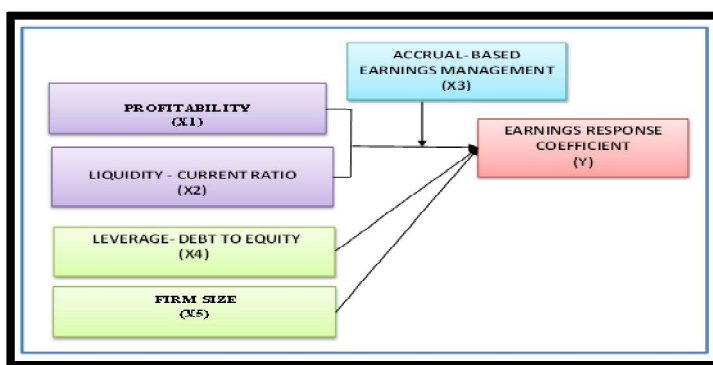 ACCRUAL-BASED
EARNINGS MANAGEMENT
(X3)
PROFITABILITY
(X1)
EARNINGS RESPONSE
COEFFICIENT
(Y)
LIQUIDITY - CURRENT RATIO
(X2)
LEVERAGE- DEBT TO EQUITY
(X4)
FIRM SIZE
(X5)